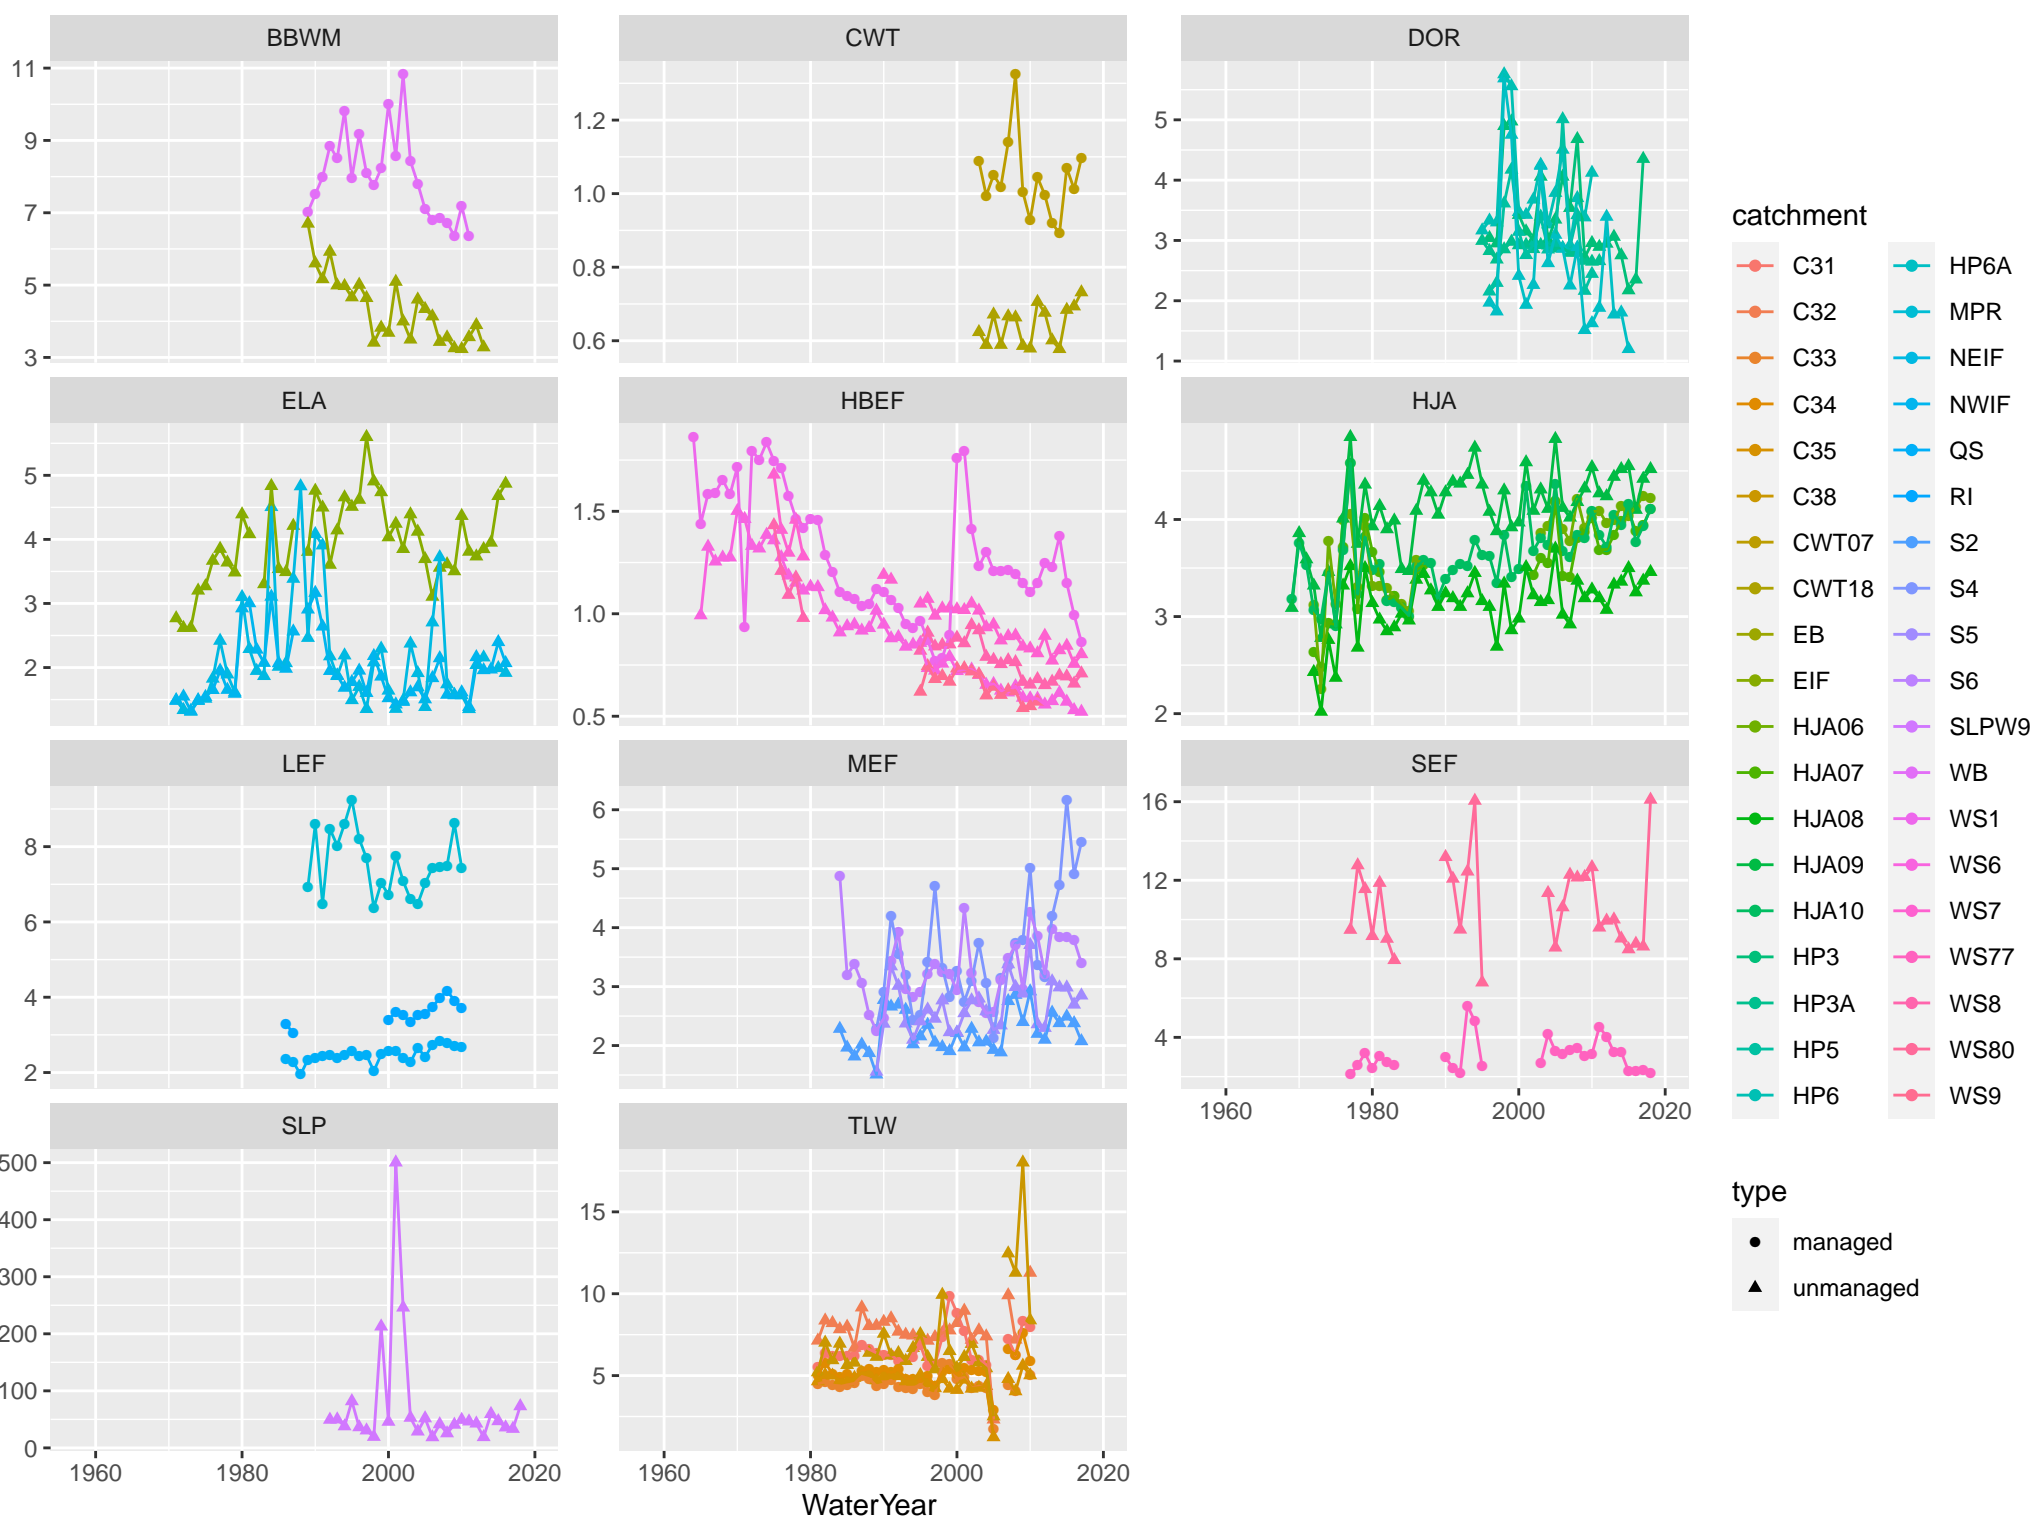 BBWM CWT DOR
11
9
7
5
3
1.2
1.0
0.8
0.6
5
4
3
2
1
ELA HBEF HJA
5
4
3
2
1.5
1.0
0.5
4
3
2
LEF MEF SEF
8
6
4
2
6
5
4
3
2
16
12
8
4
1960 1980 2000 2020
SLP TLW
500
400
300
200
100
0
15
10
5
1960 1980 2000 2020
1960 1980 2000 2020
WaterYear
catchment
C31
C32
C33
C34
C35
C38
CWT07
CWT18
EB
EIF
HJA06
HJA07
HJA08
HJA09
HJA10
HP3
HP3A
HP5
HP6
HP6A
MPR
NEIF
NWIF
QS
RI
S2
S4
S5
S6
SLPW9
WB
WS1
WS6
WS7
WS77
WS8
WS80
WS9
type
managed
unmanaged